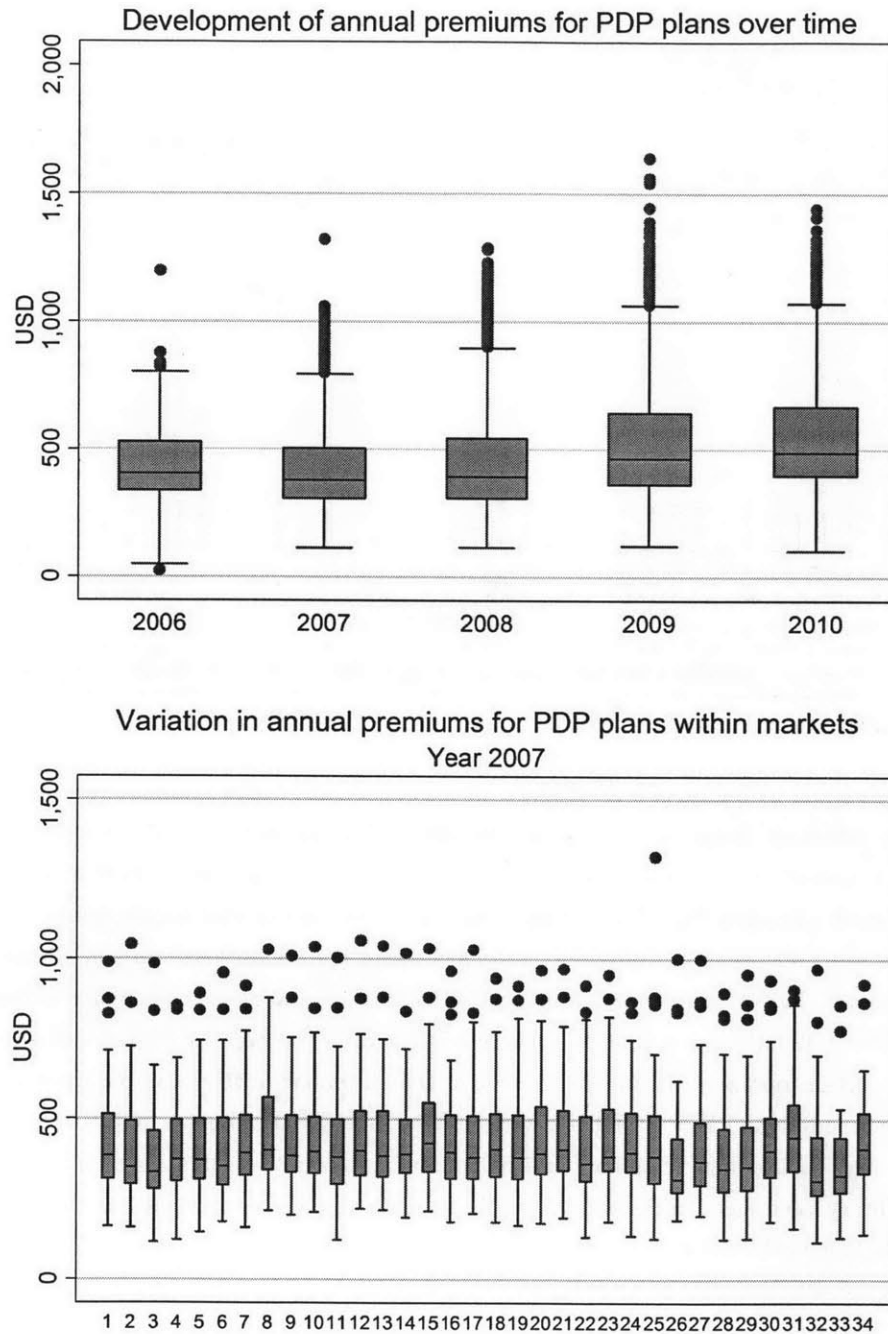 Development of annual premiums for PDP plans over time
2,000
1,500
1,000
500
0
USD
2006 2007 2008 2009 2010
Variation in annual premiums for PDP plans within markets
Year 2007
1,500
1,000
500
0
USD
1 2 3 4 5 6 7 8 9 10 11 12 13 14 15 16 17 18 19 20 21 22 23 24 25 26 27 28 29 30 31 32 33 34